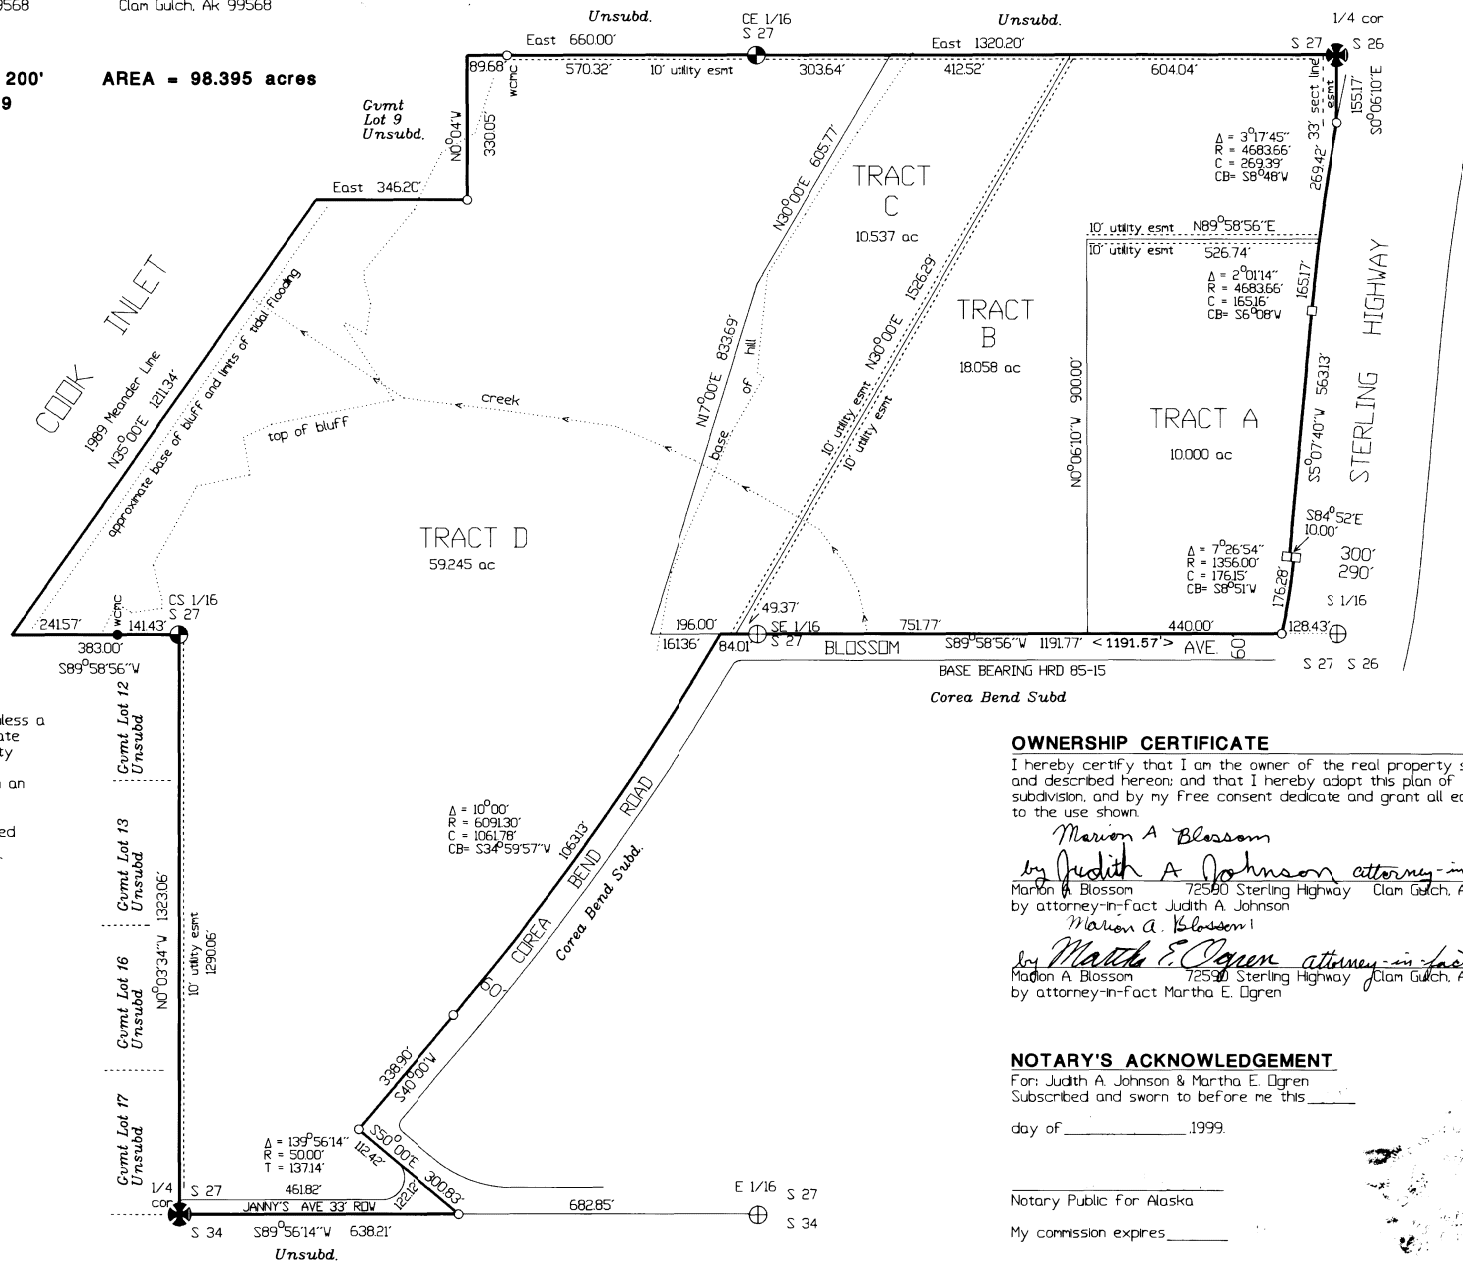 9568
Clam Gulch, Ak 99568
200'
AREA = 98.395 acres
9
Unsubd.
CE 1/16
S 27
Unsubd.
1/4 cor
East 660.00'
East 1320.20'
S 27
S 26
89.68'
wcmc
570.32'
10' utility esmt
303.64'
412.52'
604.04'
33' sect line
esmt
155.17'
S0°06'10"E
Gvmt
Lot 9
Unsubd.
N0°04'W
330.05'
East 346.20'
N30°00'E 605.77'
TRACT
C
10.537 ac
Δ = 3°17'45"
R = 4683.66'
C = 269.39'
CB= S8°48'W
269.42'
10' utility esmt
N89°58'56"E
10' utility esmt
526.74'
Δ = 2°01'14"
R = 4683.66'
C = 165.16'
CB= S6°08'W
165.17'
STERLING HIGHWAY
COOK INLET
1989 Meander Line
N35°00'E 1211.34'
approximate base of bluff and limits of tidal flooding
top of bluff
creek
N17°00'E 833.69'
base of hill
10' utility esmt N30°00'E 1526.29'
10' utility esmt
TRACT
B
18.058 ac
N0°06'10"W 900.00'
TRACT A
10.000 ac
S5°07'40"W 563.13'
S84°52'E
10.00'
300'
290'
Δ = 7°26'54"
R = 1356.00'
C = 176.15'
CB= S8°51'W
176.28'
S 1/16
TRACT D
59.245 ac
241.57'
wcmc
141.43'
CS 1/16
S 27
383.00'
S89°58'56"W
196.00'
161.36'
84.01'
49.37'
SE 1/16
S 27
751.77'
440.00'
128.43'
BLOSSOM
S89°58'56"W 1191.77' <1191.57'>
AVE.
60'
S 27
S 26
BASE BEARING HRD 85-15
Corea Bend Subd
Gvmt Lot 12
Unsubd
less a
ate
ty
an
ed
Gvmt Lot 13
Unsubd
N0°03'34"W 1323.06'
10' utility esmt
1290.06'
Gvmt Lot 16
Unsubd
Gvmt Lot 17
Unsubd
Δ = 10°00'
R = 6091.30'
C = 1061.78'
CB= S34°59'57"W
1063.13'
COREA BEND ROAD
Corea Bend Subd.
60'
338.90'
S40°00'W
Δ = 139°56'14"
R = 50.00'
T = 137.14'
S50°00'E
300.83'
112.42'
122.12'
1/4
cor
S 27
461.82'
JANNY'S AVE 33' ROW
S 34
S89°56'14"W 638.21'
Unsubd.
682.85'
E 1/16
S 27
S 34
OWNERSHIP CERTIFICATE
I hereby certify that I am the owner of the real property s
and described hereon; and that I hereby adopt this plan of
subdivision, and by my free consent dedicate and grant all ea
to the use shown.
Marion A Blossom
by Judith A Johnson attorney-in
Marion A. Blossom 72590 Sterling Highway Clam Gulch, A
by attorney-in-fact Judith A. Johnson
Marion A. Blossom
by Martha E. Ogren attorney-in-fac
Marion A Blossom 72590 Sterling Highway Clam Gulch, A
by attorney-in-fact Martha E. Ogren
NOTARY'S ACKNOWLEDGEMENT
For: Judith A. Johnson & Martha E. Ogren
Subscribed and sworn to before me this
day of ,1999.
Notary Public for Alaska
My commission expires